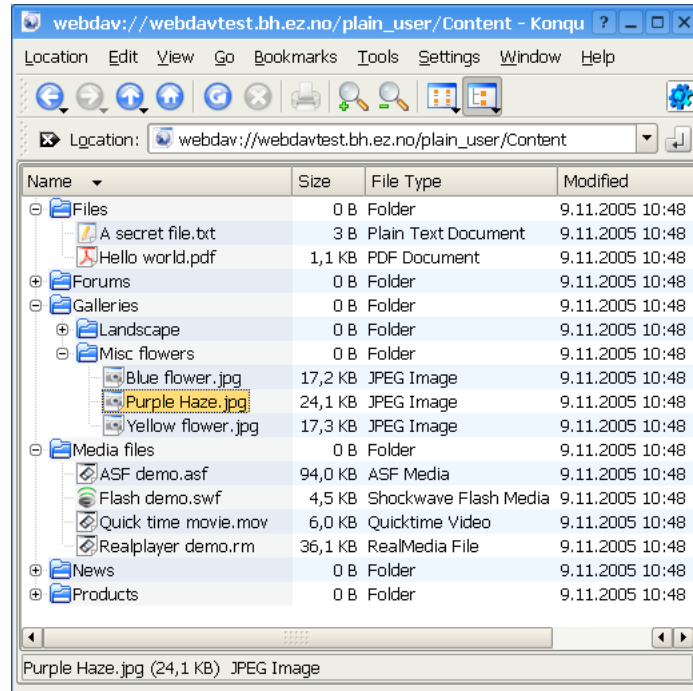 webdav://webdavtest.bh.ez.no/plain_user/Content - Konqu
Location Edit View Go Bookmarks Tools Settings Window Help
Location: webdav://webdavtest.bh.ez.no/plain_user/Content
Name Size File Type Modified
Files 0 B Folder 9.11.2005 10:48
A secret file.txt 3 B Plain Text Document 9.11.2005 10:48
Hello world.pdf 1,1 KB PDF Document 9.11.2005 10:48
Forums 0 B Folder 9.11.2005 10:48
Galleries 0 B Folder 9.11.2005 10:48
Landscape 0 B Folder 9.11.2005 10:48
Misc flowers 0 B Folder 9.11.2005 10:48
Blue flower.jpg 17,2 KB JPEG Image 9.11.2005 10:48
Purple Haze.jpg 24,1 KB JPEG Image 9.11.2005 10:48
Yellow flower.jpg 17,3 KB JPEG Image 9.11.2005 10:48
Media files 0 B Folder 9.11.2005 10:48
ASF demo.asf 94,0 KB ASF Media 9.11.2005 10:48
Flash demo.swf 4,5 KB Shockwave Flash Media 9.11.2005 10:48
Quick time movie.mov 6,0 KB Quicktime Video 9.11.2005 10:48
Realplayer demo.rm 36,1 KB RealMedia File 9.11.2005 10:48
News 0 B Folder 9.11.2005 10:48
Products 0 B Folder 9.11.2005 10:48
Purple Haze.jpg (24,1 KB) JPEG Image